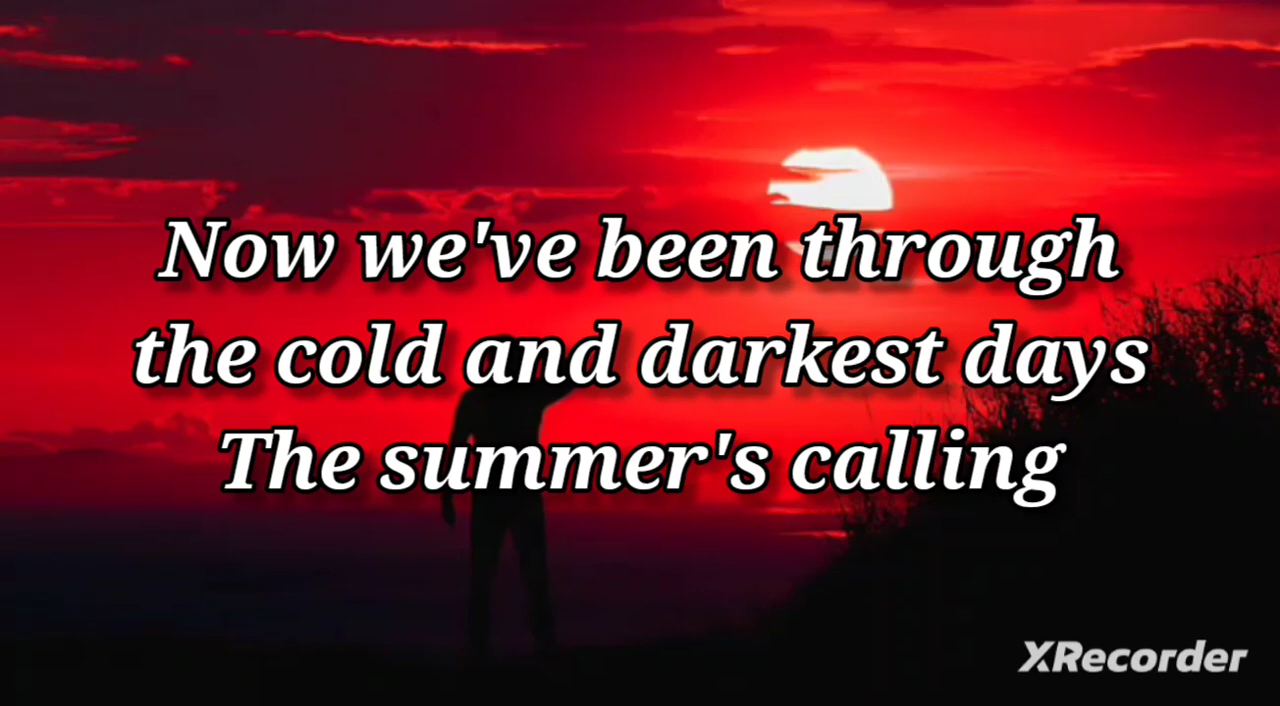 Now we've been through
the cold and darkest days
The summer's calling
XRecorder